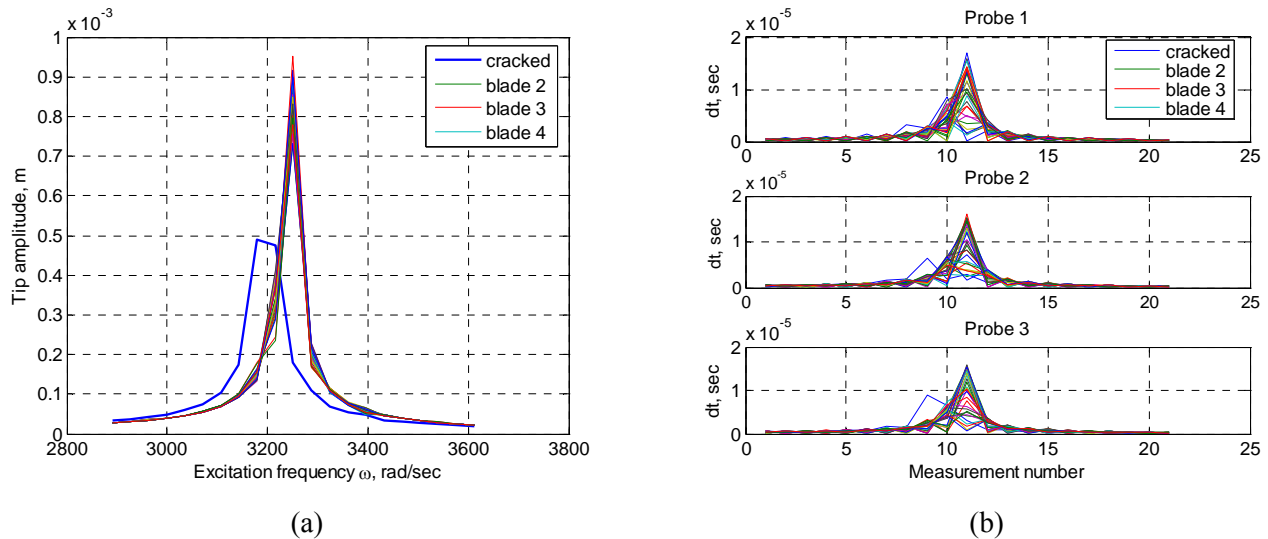 x 10^-3
1
0.9
0.8
0.7
0.6
0.5
0.4
0.3
0.2
0.1
0
2800 3000 3200 3400 3600 3800
Tip amplitude, m
Excitation frequency ω, rad/sec
cracked
blade 2
blade 3
blade 4
(a)
Probe 1
x 10^-5
2
1
0
0 5 10 15 20 25
dt, sec
cracked
blade 2
blade 3
blade 4
Probe 2
x 10^-5
2
1
0
0 5 10 15 20 25
dt, sec
Probe 3
x 10^-5
2
1
0
0 5 10 15 20 25
dt, sec
Measurement number
(b)